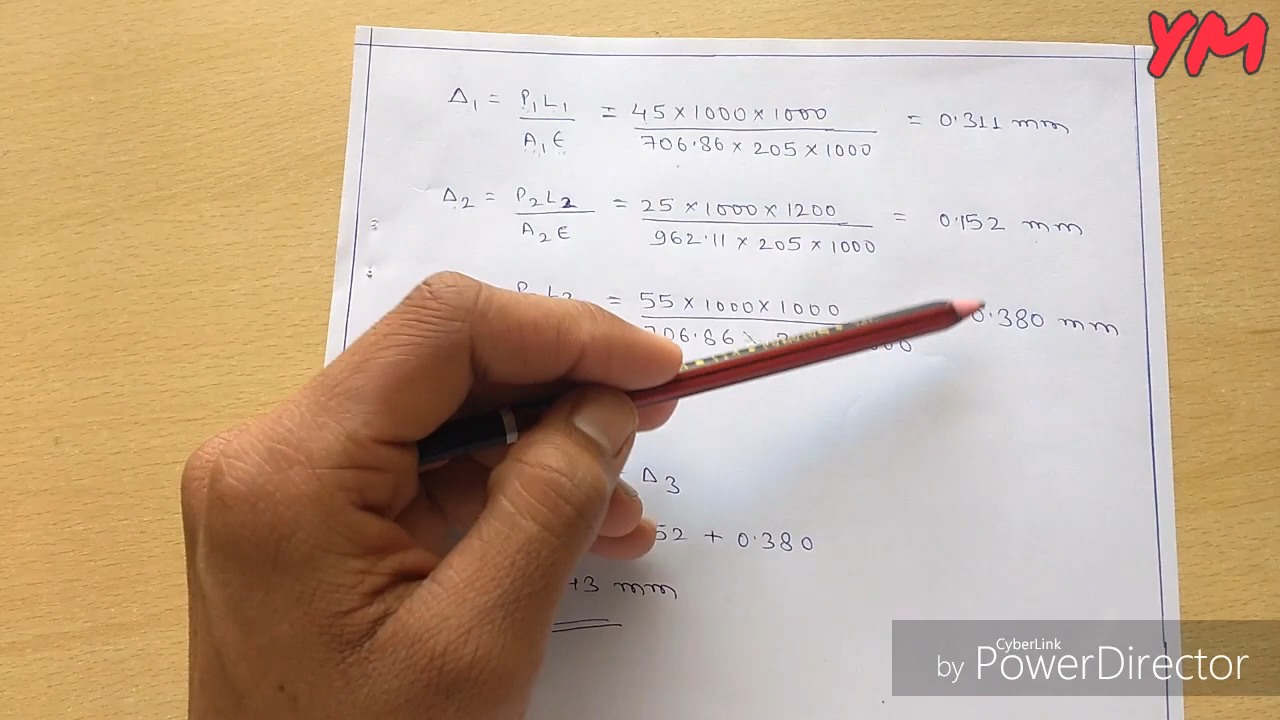 YM
Δ₁ = P₁L₁ / A₁E = 45 × 1000 × 1000 / 706.86 × 205 × 1000 = 0.311 mm
Δ₂ = P₂L₂ / A₂E = 25 × 1000 × 1200 / 962.11 × 205 × 1000 = 0.152 mm
= 55 × 1000 × 1000 / 706.86 × = 0.380 mm
Δ₃
52 + 0.380
mm
by CyberLink PowerDirector